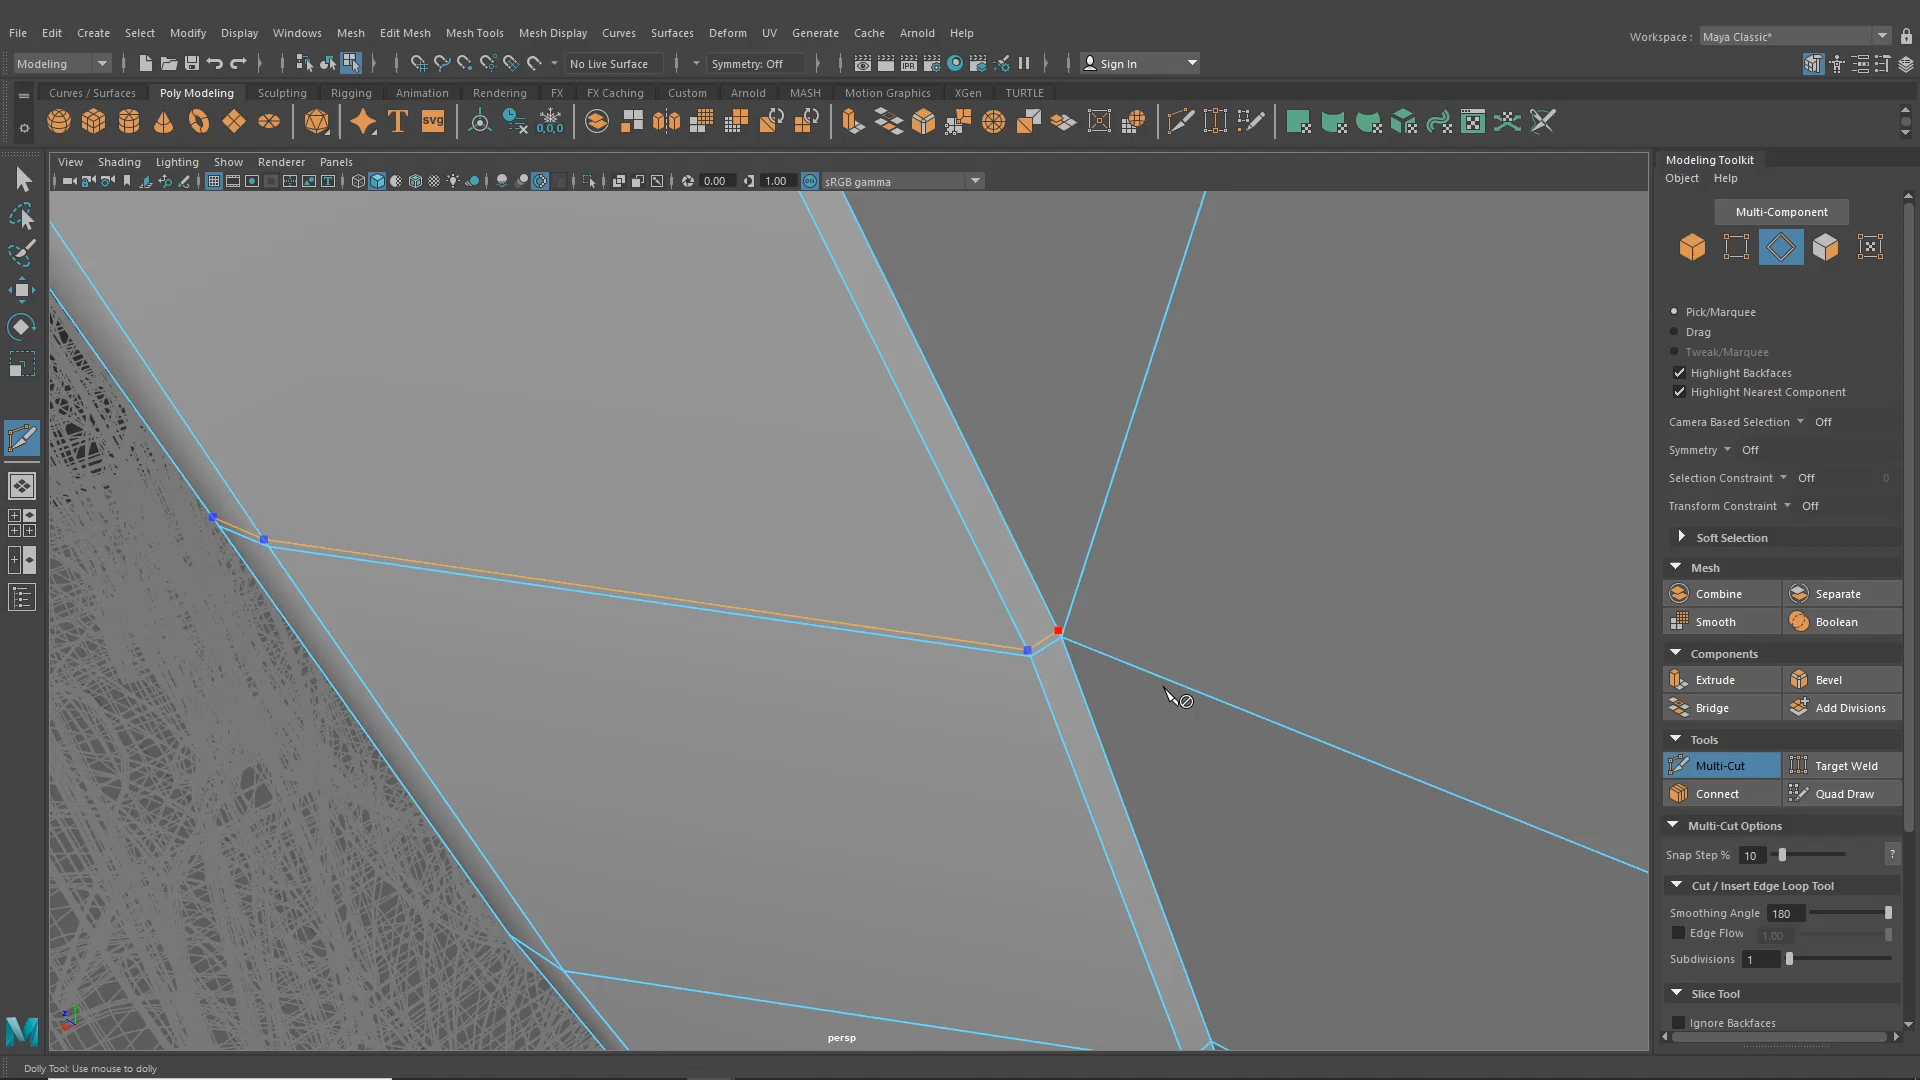 File Edit Create Select Modify Display Windows Mesh Edit Mesh Mesh Tools Mesh Display Curves Surfaces Deform UV Generate Cache Arnold Help
Workspace : Maya Classic*
Modeling No Live Surface Symmetry: Off Sign In
Curves / Surfaces Poly Modeling Sculpting Rigging Animation Rendering FX FX Caching Custom Arnold MASH Motion Graphics XGen TURTLE
T svg 0,0,0
IPR
View Shading Lighting Show Renderer Panels
0.00 1.00 ON sRGB gamma
Modeling Toolkit
Object Help
Multi-Component
Pick/Marquee
Drag
Tweak/Marquee
Highlight Backfaces
Highlight Nearest Component
Camera Based Selection Off
Symmetry Off
Selection Constraint Off 0
Transform Constraint Off
Soft Selection
Mesh
Combine Separate
Smooth Boolean
Components
Extrude Bevel
Bridge Add Divisions
Tools
Multi-Cut Target Weld
Connect Quad Draw
Multi-Cut Options
Snap Step % 10 ?
Cut / Insert Edge Loop Tool
Smoothing Angle 180
Edge Flow 1.00
Subdivisions 1
Slice Tool
Ignore Backfaces
persp
M
Dolly Tool: Use mouse to dolly